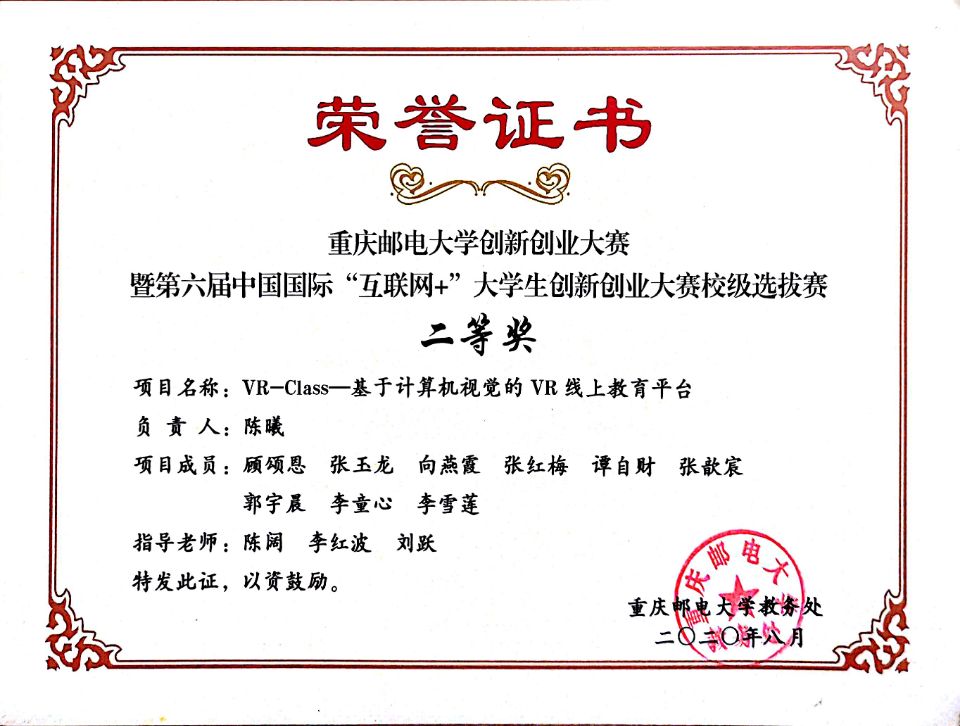 荣誉证书
重庆邮电大学创新创业大赛
暨第六届中国国际“互联网+”大学生创新创业大赛校级选拔赛
二等奖
项目名称：VR-Class—基于计算机视觉的 VR 线上教育平台
负 责 人：陈曦
项目成员：顾颂恩 张玉龙 向燕霞 张红梅 谭自财 张歆宸
郭宇晨 李童心 李雪莲
指导老师：陈阔 李红波 刘跃
特发此证，以资鼓励。
重庆邮电大学
重庆邮电大学教务处
二〇二〇年八月